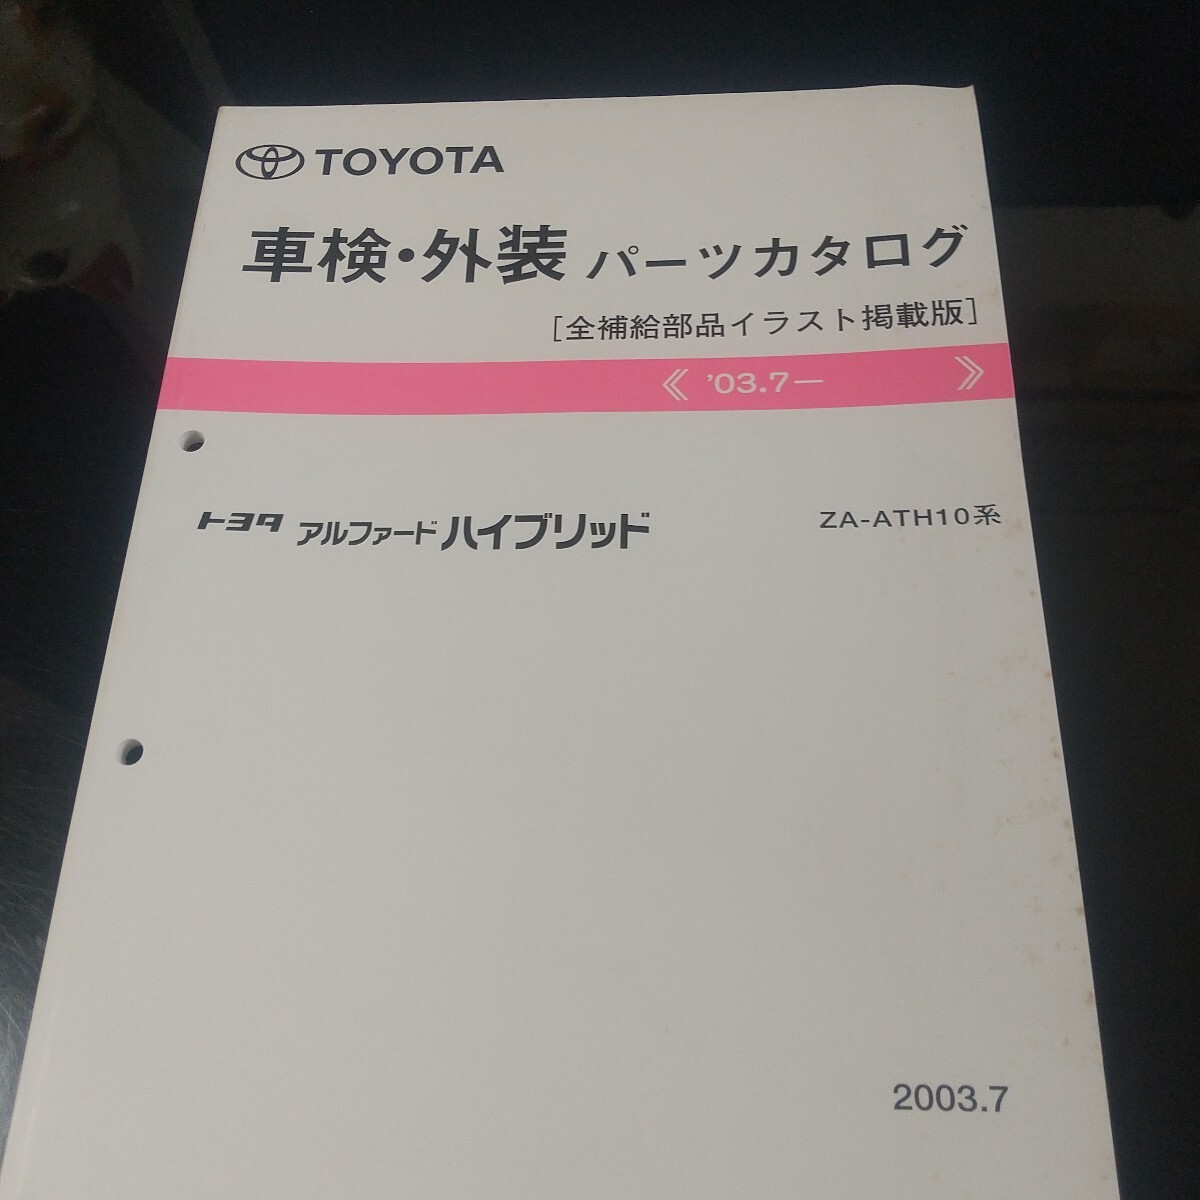 TOYOTA
車検・外装 パーツカタログ
[全補給部品イラスト掲載版]
《 ’03.7— 》
トヨタ アルファード ハイブリッド ZA-ATH10系
2003.7